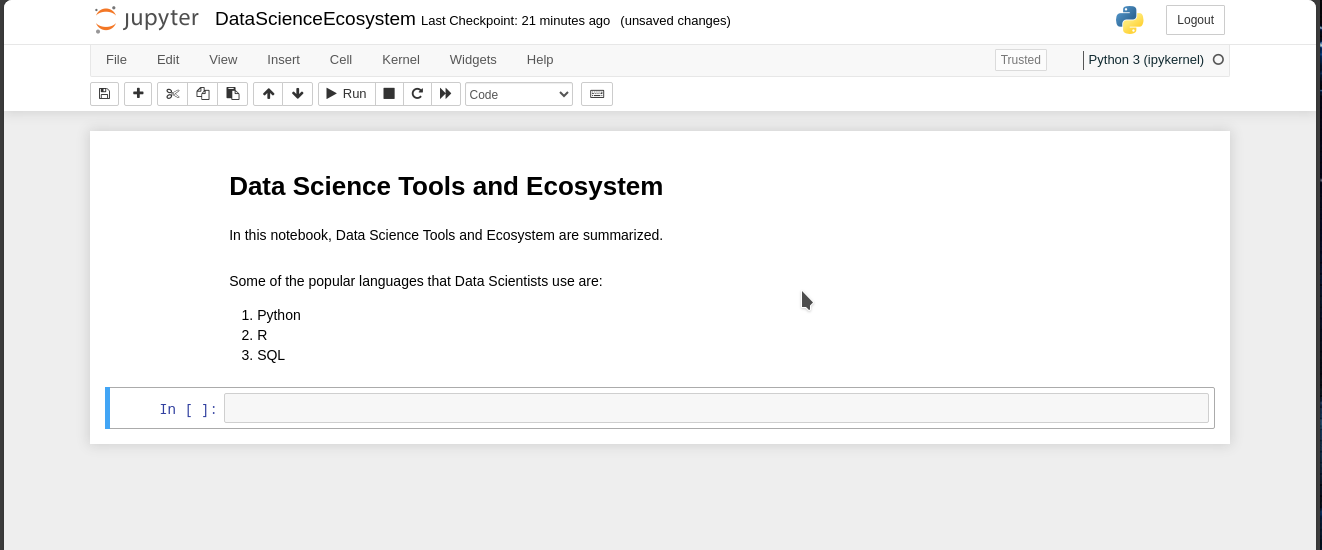 jupyter DataScienceEcosystem Last Checkpoint: 21 minutes ago (unsaved changes) Logout
File Edit View Insert Cell Kernel Widgets Help Trusted Python 3 (ipykernel)
Run Code
Data Science Tools and Ecosystem
In this notebook, Data Science Tools and Ecosystem are summarized.
Some of the popular languages that Data Scientists use are:
1. Python
2. R
3. SQL
In [ ]: